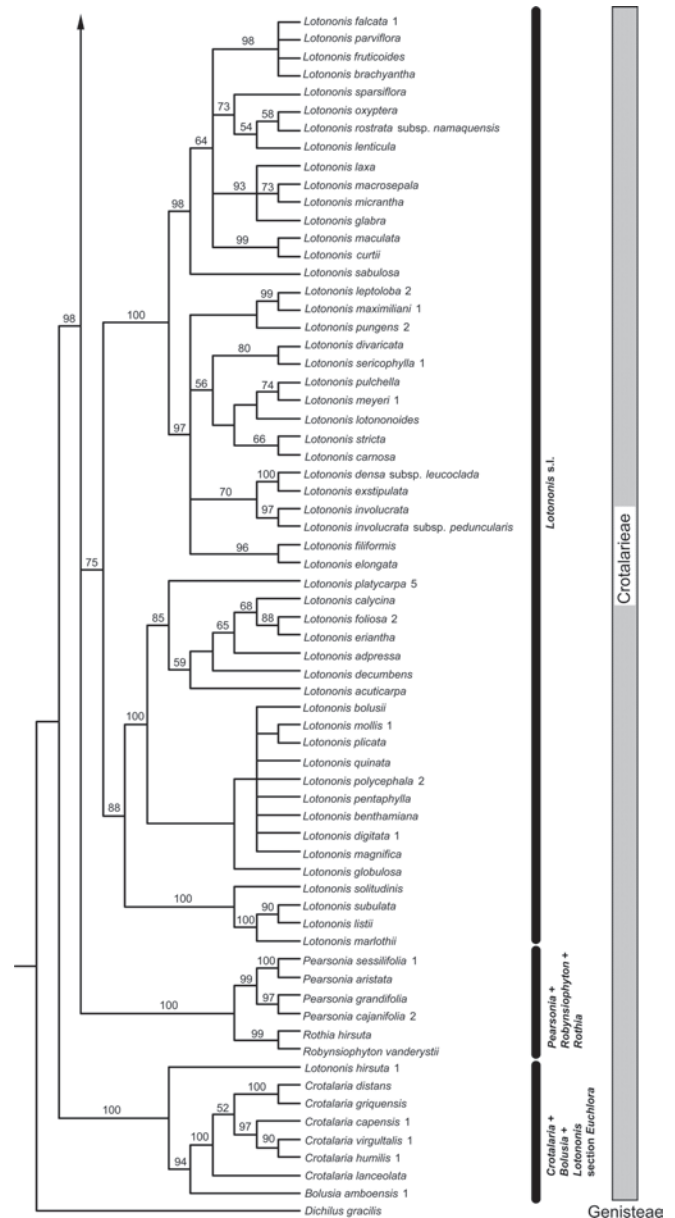 Lotononis falcata 1
98
Lotononis parviflora
Lotononis fruticoides
Lotononis brachyantha
Lotononis sparsiflora
73
58
Lotononis oxyptera
54
Lotononis rostrata subsp. namaquensis
64
Lotononis lenticula
Lotononis laxa
93
73
Lotononis macrosepala
Lotononis micrantha
98
Lotononis glabra
99
Lotononis maculata
Lotononis curtii
Lotononis sabulosa
99
Lotononis leptoloba 2
Lotononis maximiliani 1
98
100
Lotononis pungens 2
80
Lotononis divaricata
Lotononis sericophylla 1
56
74
Lotononis pulchella
Lotononis meyeri 1
Lotononis lotononoides
97
66
Lotononis stricta
Lotononis carnosa
100
Lotononis densa subsp. leucoclada
70
Lotononis exstipulata
97
Lotononis involucrata
Lotononis involucrata subsp. peduncularis
96
Lotononis filiformis
75
Lotononis elongata
Lotononis platycarpa 5
68
Lotononis calycina
85
65
88
Lotononis foliosa 2
Lotononis eriantha
59
Lotononis adpressa
Lotononis decumbens
Lotononis acuticarpa
Lotononis bolusii
100
Lotononis mollis 1
Lotononis plicata
Lotononis quinata
Lotononis polycephala 2
Lotononis pentaphylla
88
Lotononis benthamiana
Lotononis digitata 1
Lotononis magnifica
Lotononis globulosa
100
Lotononis solitudinis
90
Lotononis subulata
100
Lotononis listii
Lotononis marlothii
100
Pearsonia sessilifolia 1
99
Pearsonia aristata
97
Pearsonia grandifolia
100
Pearsonia cajanifolia 2
99
Rothia hirsuta
Robynsiophyton vanderystii
Lotononis hirsuta 1
100
100
Crotalaria distans
52
Crotalaria griquensis
97
Crotalaria capensis 1
100
90
Crotalaria virgultalis 1
94
Crotalaria humilis 1
Crotalaria lanceolata
Bolusia amboensis 1
Dichilus gracilis
Lotononis s.l.
Pearsonia +
Robynsiophyton +
Rothia
Crotalaria +
Bolusia +
Lotononis
section Euchlora
Crotalarieae
Genisteae